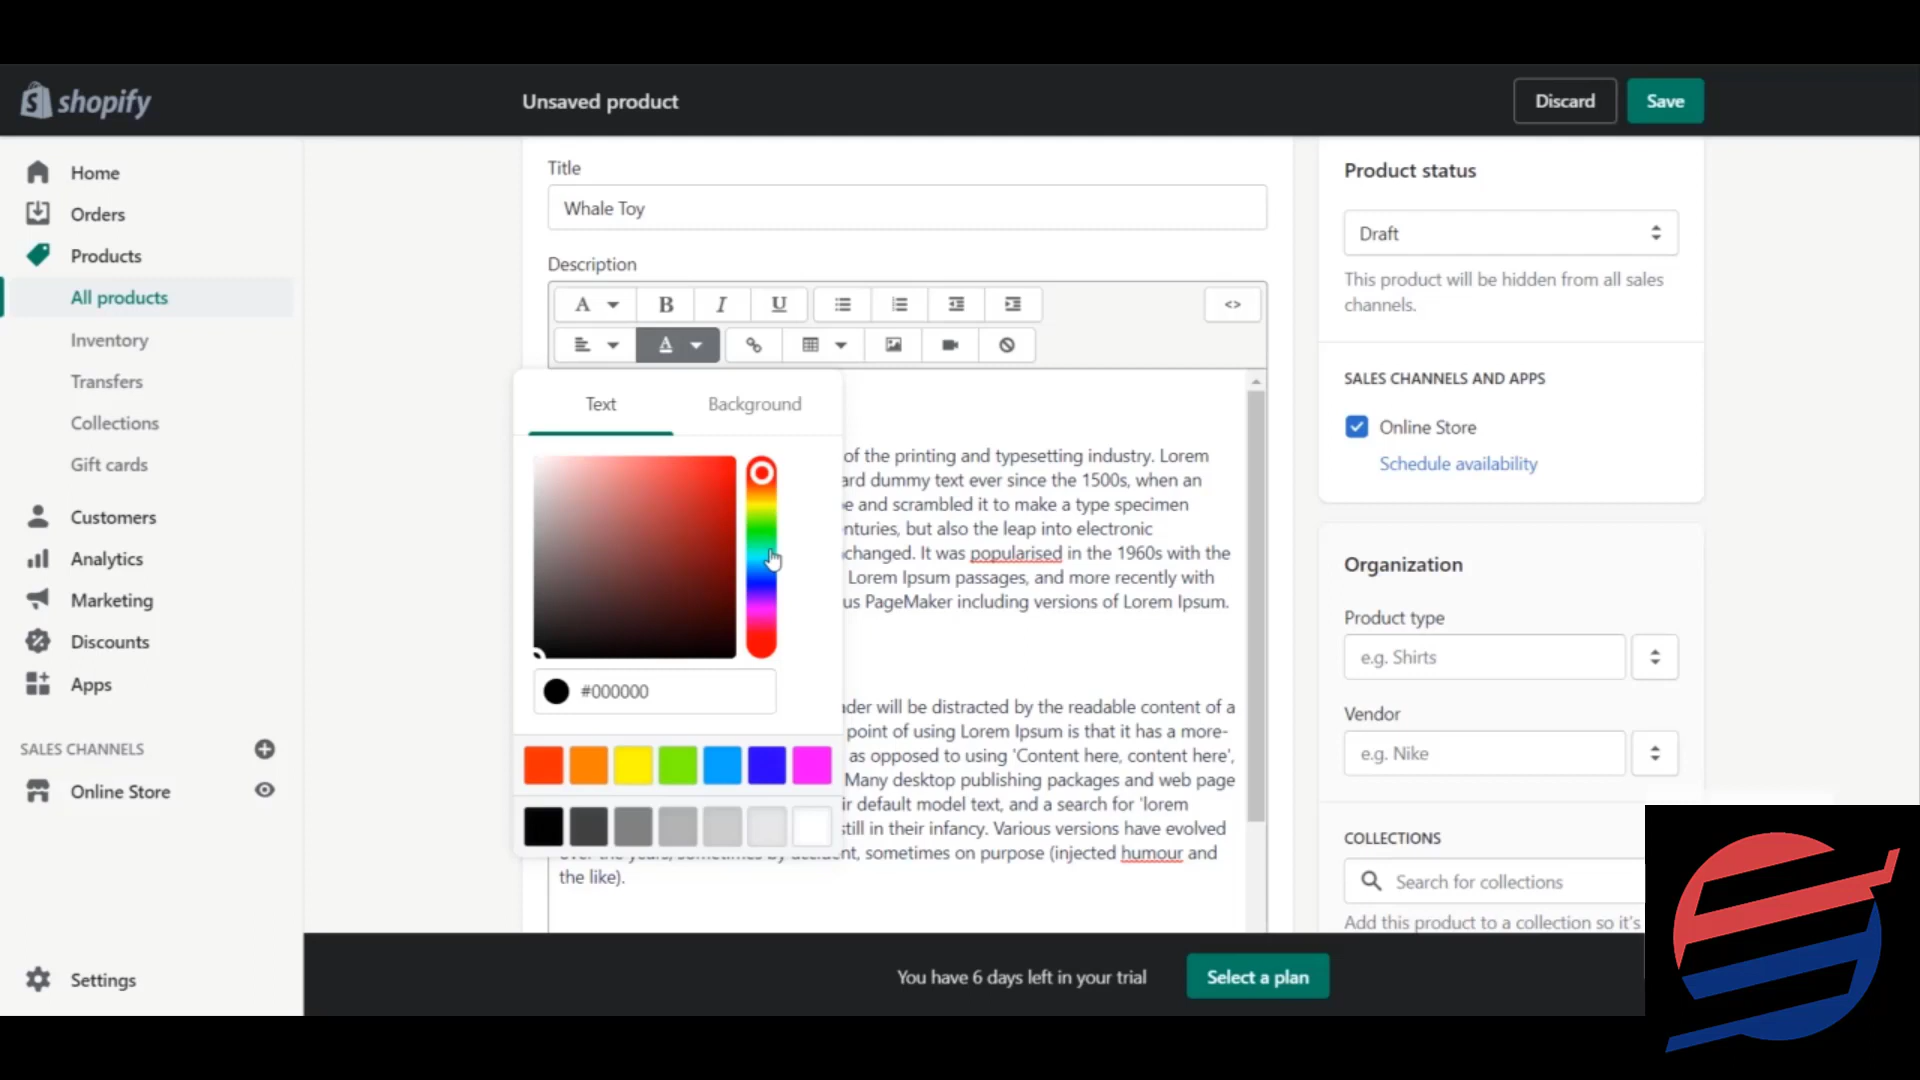 shopify
Unsaved product
Discard
Save
Home
Orders
Products
All products
Inventory
Transfers
Collections
Gift cards
Customers
Analytics
Marketing
Discounts
Apps
SALES CHANNELS
Online Store
Settings
Title
Whale Toy
Description
A
B
I
U
<>
A
Text
Background
#000000
of the printing and typesetting industry. Lorem
ard dummy text ever since the 1500s, when an
e and scrambled it to make a type specimen
enturies, but also the leap into electronic
changed. It was popularised in the 1960s with the
Lorem Ipsum passages, and more recently with
us PageMaker including versions of Lorem Ipsum.
der will be distracted by the readable content of a
point of using Lorem Ipsum is that it has a more-
as opposed to using 'Content here, content here',
Many desktop publishing packages and web page
ir default model text, and a search for 'lorem
still in their infancy. Various versions have evolved
over the years, sometimes by accident, sometimes on purpose (injected humour and
the like).
Product status
Draft
This product will be hidden from all sales
channels.
SALES CHANNELS AND APPS
Online Store
Schedule availability
Organization
Product type
e.g. Shirts
Vendor
e.g. Nike
COLLECTIONS
Search for collections
Add this product to a collection so it's
You have 6 days left in your trial
Select a plan